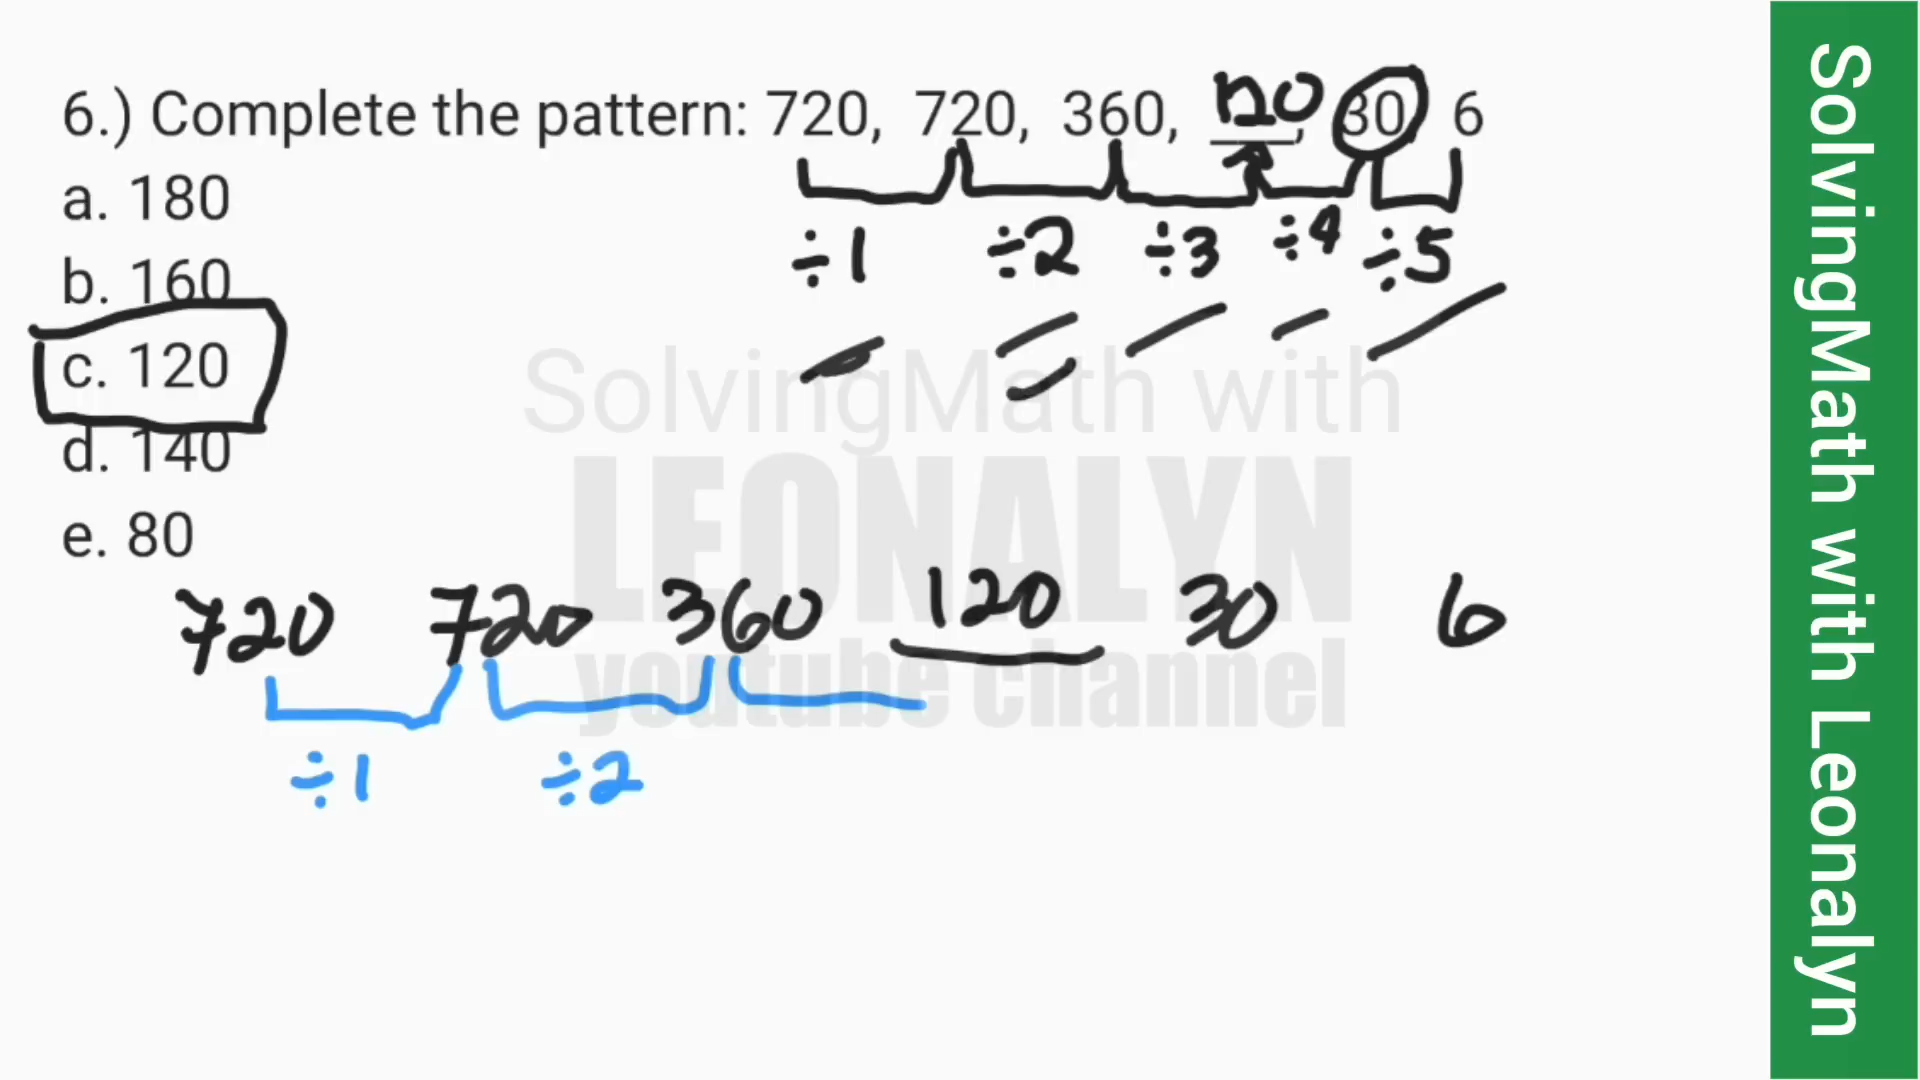 6.) Complete the pattern: 720, 720, 360, 120, 30 6
÷1 ÷2 ÷3 ÷4 ÷5
a. 180
b. 160
c. 120
d. 140
e. 80
SolvingMath with
LEONALYN
youtube channel
720 720 360 120 30 6
÷1 ÷2
SolvingMath with Leonalyn